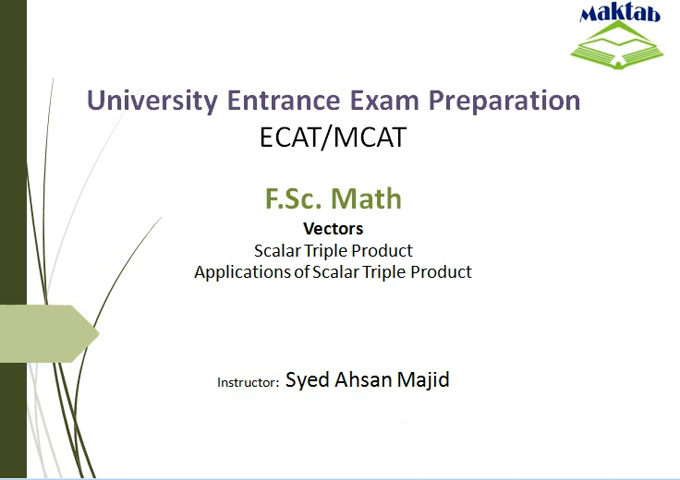 Maktab
University Entrance Exam Preparation
ECAT/MCAT
F.Sc. Math
Vectors
Scalar Triple Product
Applications of Scalar Triple Product
Instructor: Syed Ahsan Majid